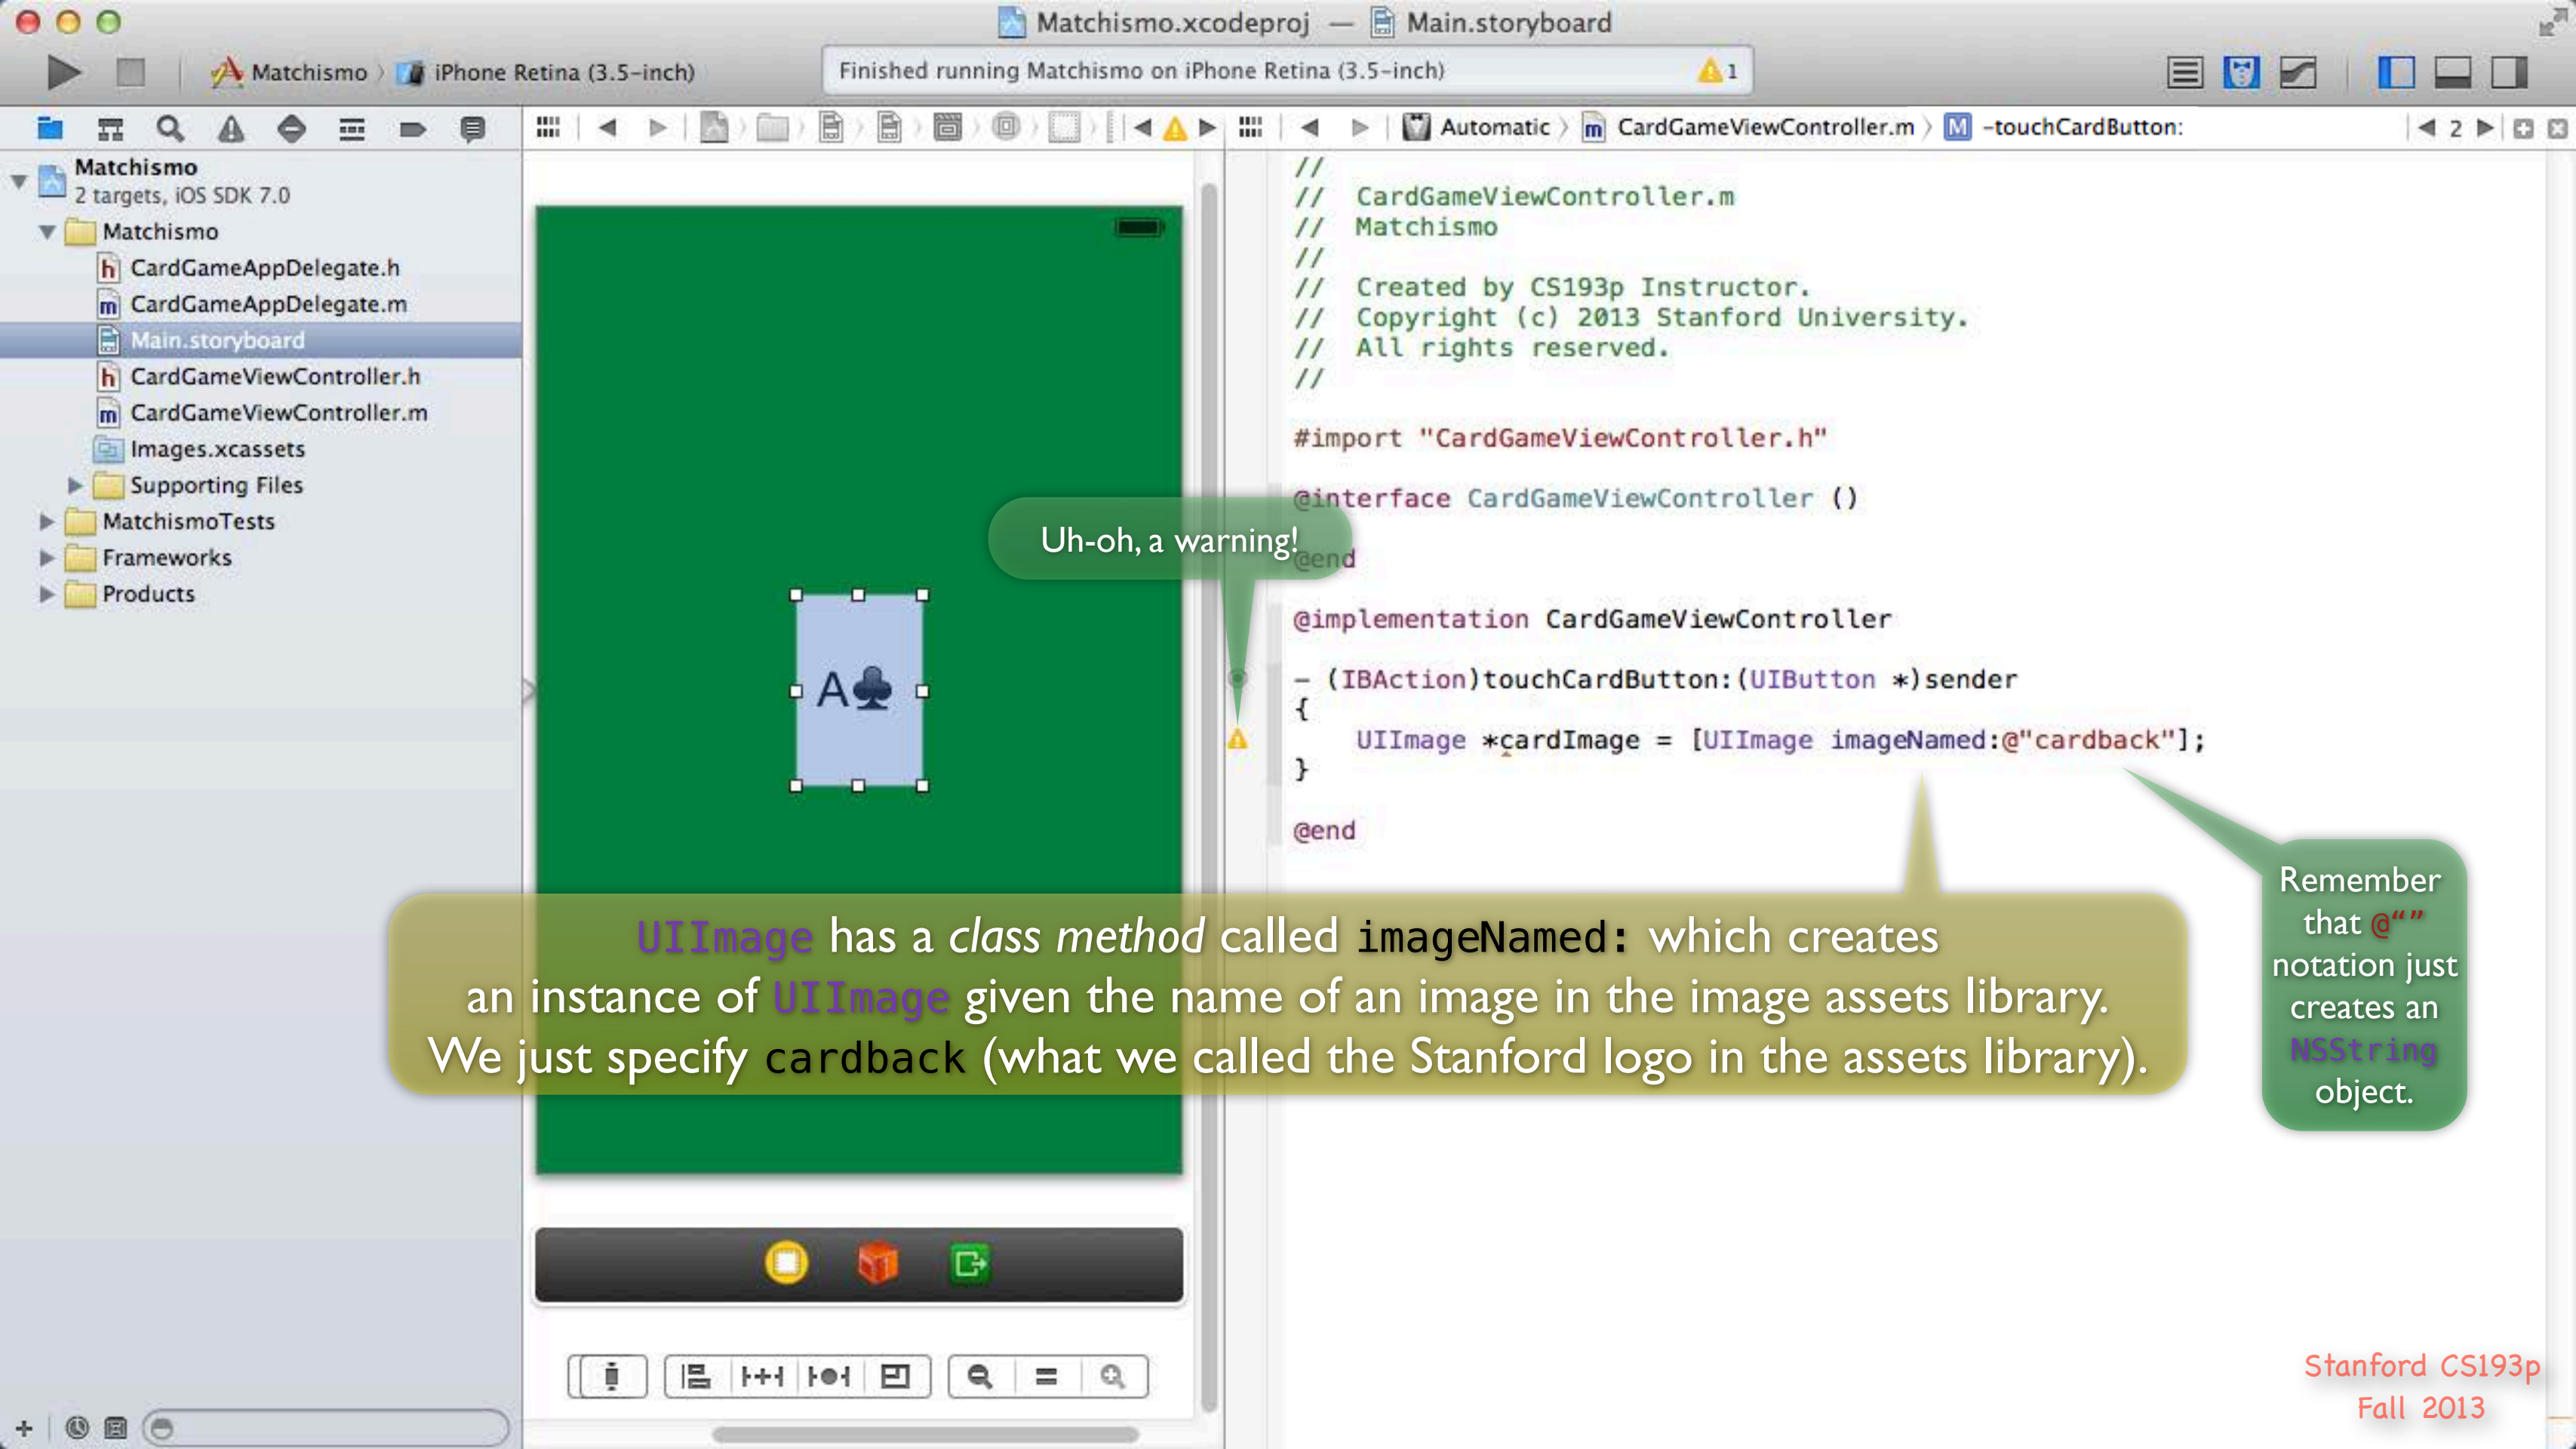 Matchismo.xcodeproj — Main.storyboard
Matchismo
iPhone Retina (3.5-inch)
Finished running Matchismo on iPhone Retina (3.5-inch)
1
Automatic
CardGameViewController.m
M
-touchCardButton:
2
Matchismo
2 targets, iOS SDK 7.0
Matchismo
h CardGameAppDelegate.h
m CardGameAppDelegate.m
Main.storyboard
h CardGameViewController.h
m CardGameViewController.m
Images.xcassets
Supporting Files
MatchismoTests
Frameworks
Products
A♣
//
// CardGameViewController.m
// Matchismo
//
// Created by CS193p Instructor.
// Copyright (c) 2013 Stanford University.
// All rights reserved.
//
#import "CardGameViewController.h"
@interface CardGameViewController ()
@end
@implementation CardGameViewController
- (IBAction)touchCardButton:(UIButton *)sender
{
UIImage *cardImage = [UIImage imageNamed:@"cardback"];
}
@end
Uh-oh, a warning!
UIImage has a class method called imageNamed: which creates
an instance of UIImage given the name of an image in the image assets library.
We just specify cardback (what we called the Stanford logo in the assets library).
Remember
that @“”
notation just
creates an
NSString
object.
Stanford CS193p
Fall 2013